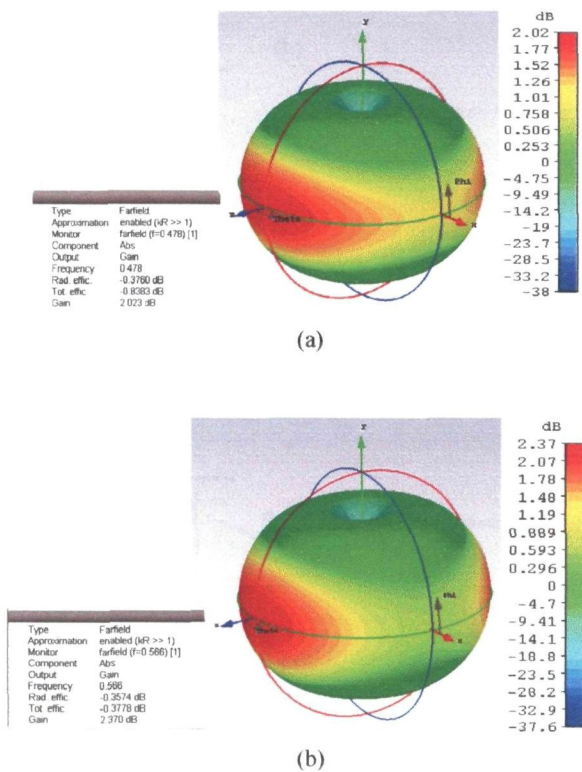 dB
2.02
1.52
1.26
1.01
0.758
0.506
0.253
0
-4.75
-9.49
-14.2
-19
-23.7
-28.5
-33.2
-38
y
Phi
x
Theta
Type Farfield
Approximation enabled (kR >> 1)
Monitor farfield (f=0.478) [1]
Component Abs
Output Gain
Frequency 0.478
Rad. effic. -0.3760 dB
Tot. effic -0.8383 dB
Gain 2.023 dB
(a)
dB
2.37
2.07
1.78
1.48
1.19
0.889
0.593
0.296
0
-4.7
-9.41
-14.1
-18.8
-23.5
-28.2
-32.9
-37.6
y
Phi
x
Type Farfield
Approximation enabled (kR >> 1)
Monitor farfield (f=0.566) [1]
Component Abs
Output Gain
Frequency 0.566
Rad. effic -0.3574 dB
Tot. effic -0.3778 dB
Gain 2.370 dB
(b)